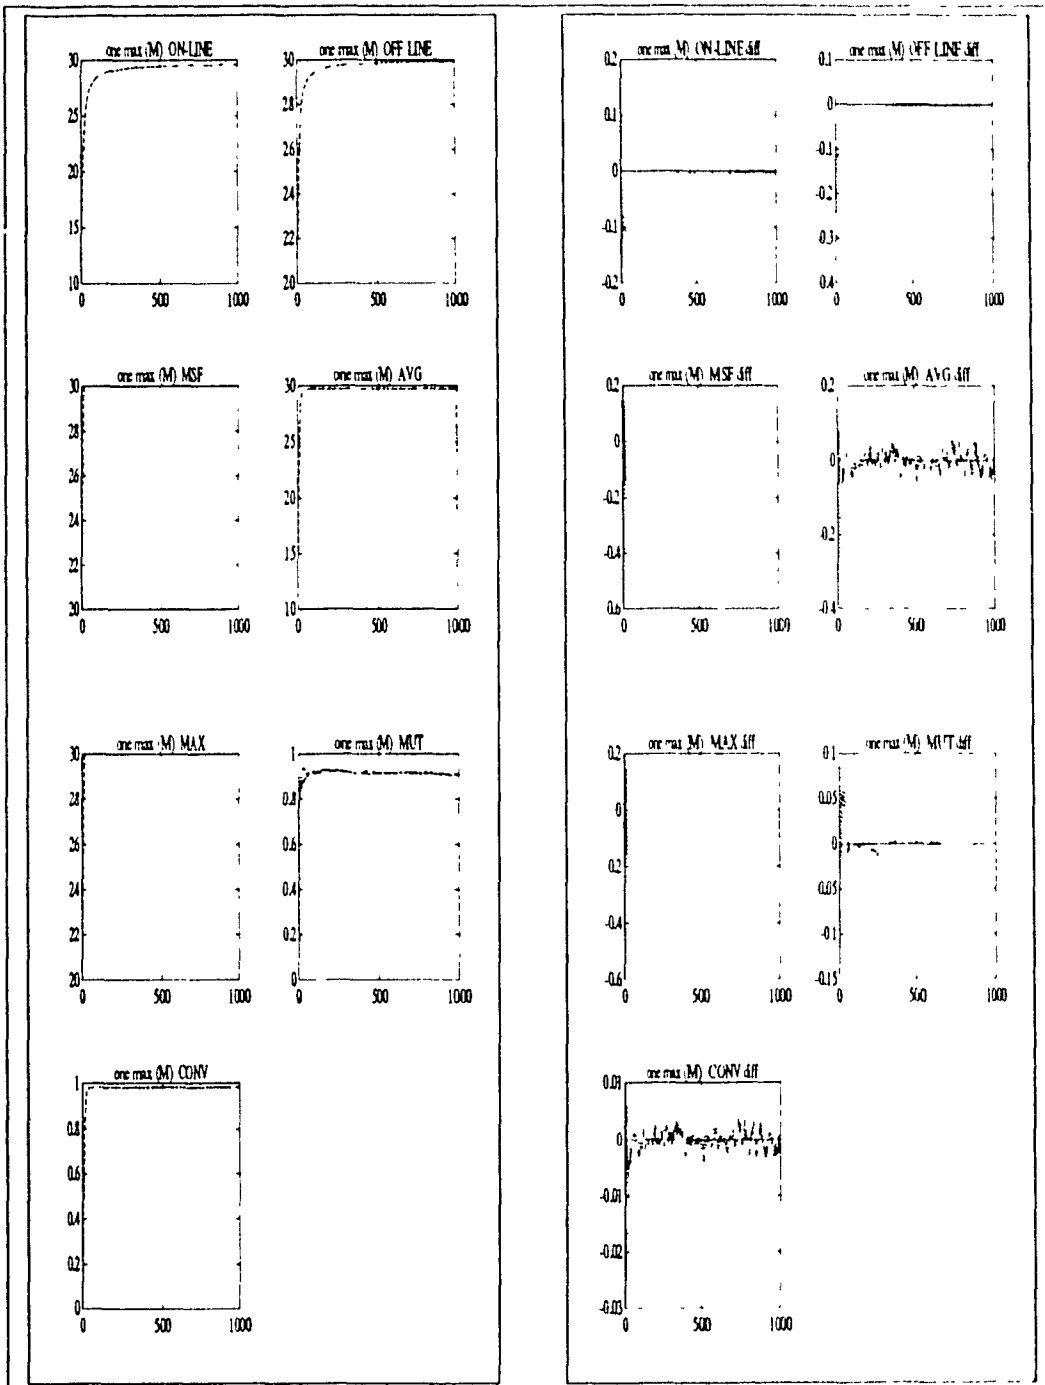 one max (M) ON-LINE
30
25
20
15
10
0 500 1000
one max (M) OFF LINE
30
28
26
24
22
20
0 500 1000
one max (M) MSF
30
28
26
24
22
20
0 500 1000
one max (M) AVG
30
25
20
15
10
0 500 1000
one max (M) MAX
30
28
26
24
22
20
0 500 1000
one max (M) MUT
1
0.8
0.6
0.4
0.2
0
0 500 1000
one max (M) CONV
1
0.8
0.6
0.4
0.2
0
0 500 1000
one max (M) ON-LINE diff
0.2
0.1
0
-0.1
-0.2
0 500 1000
one max (M) OFF LINE diff
0.1
0
-0.1
-0.2
-0.3
-0.4
0 500 1000
one max (M) MSF diff
0.2
0
-0.2
-0.4
0.6
0 500 1000
one max (M) AVG diff
0.2
0
-0.2
-0.4
0 500 1000
one max (M) MAX diff
0.2
0
0.2
-0.4
-0.6
0 500 1000
one max (M) MUT diff
0.1
0.05
0
0.05
-0.1
-0.15
0 500 1000
one max (M) CONV diff
0.01
0
-0.01
-0.02
-0.03
0 500 1000